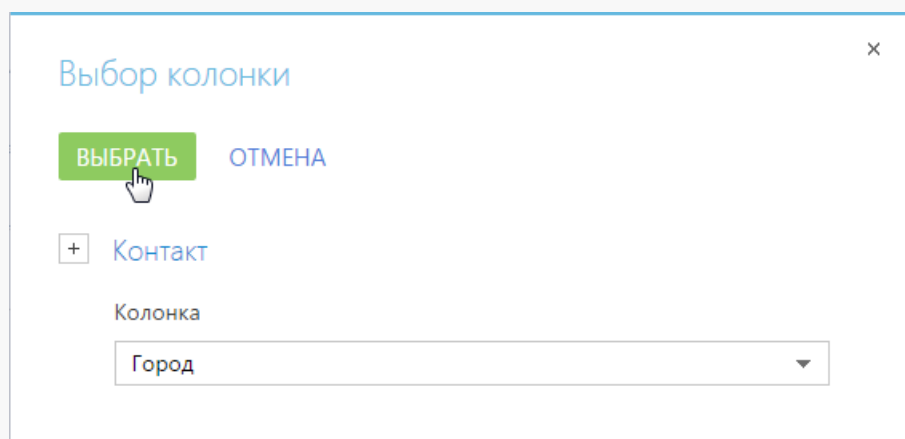 Выбор колонки
ВЫБРАТЬ ОТМЕНА
Контакт
Колонка
Город